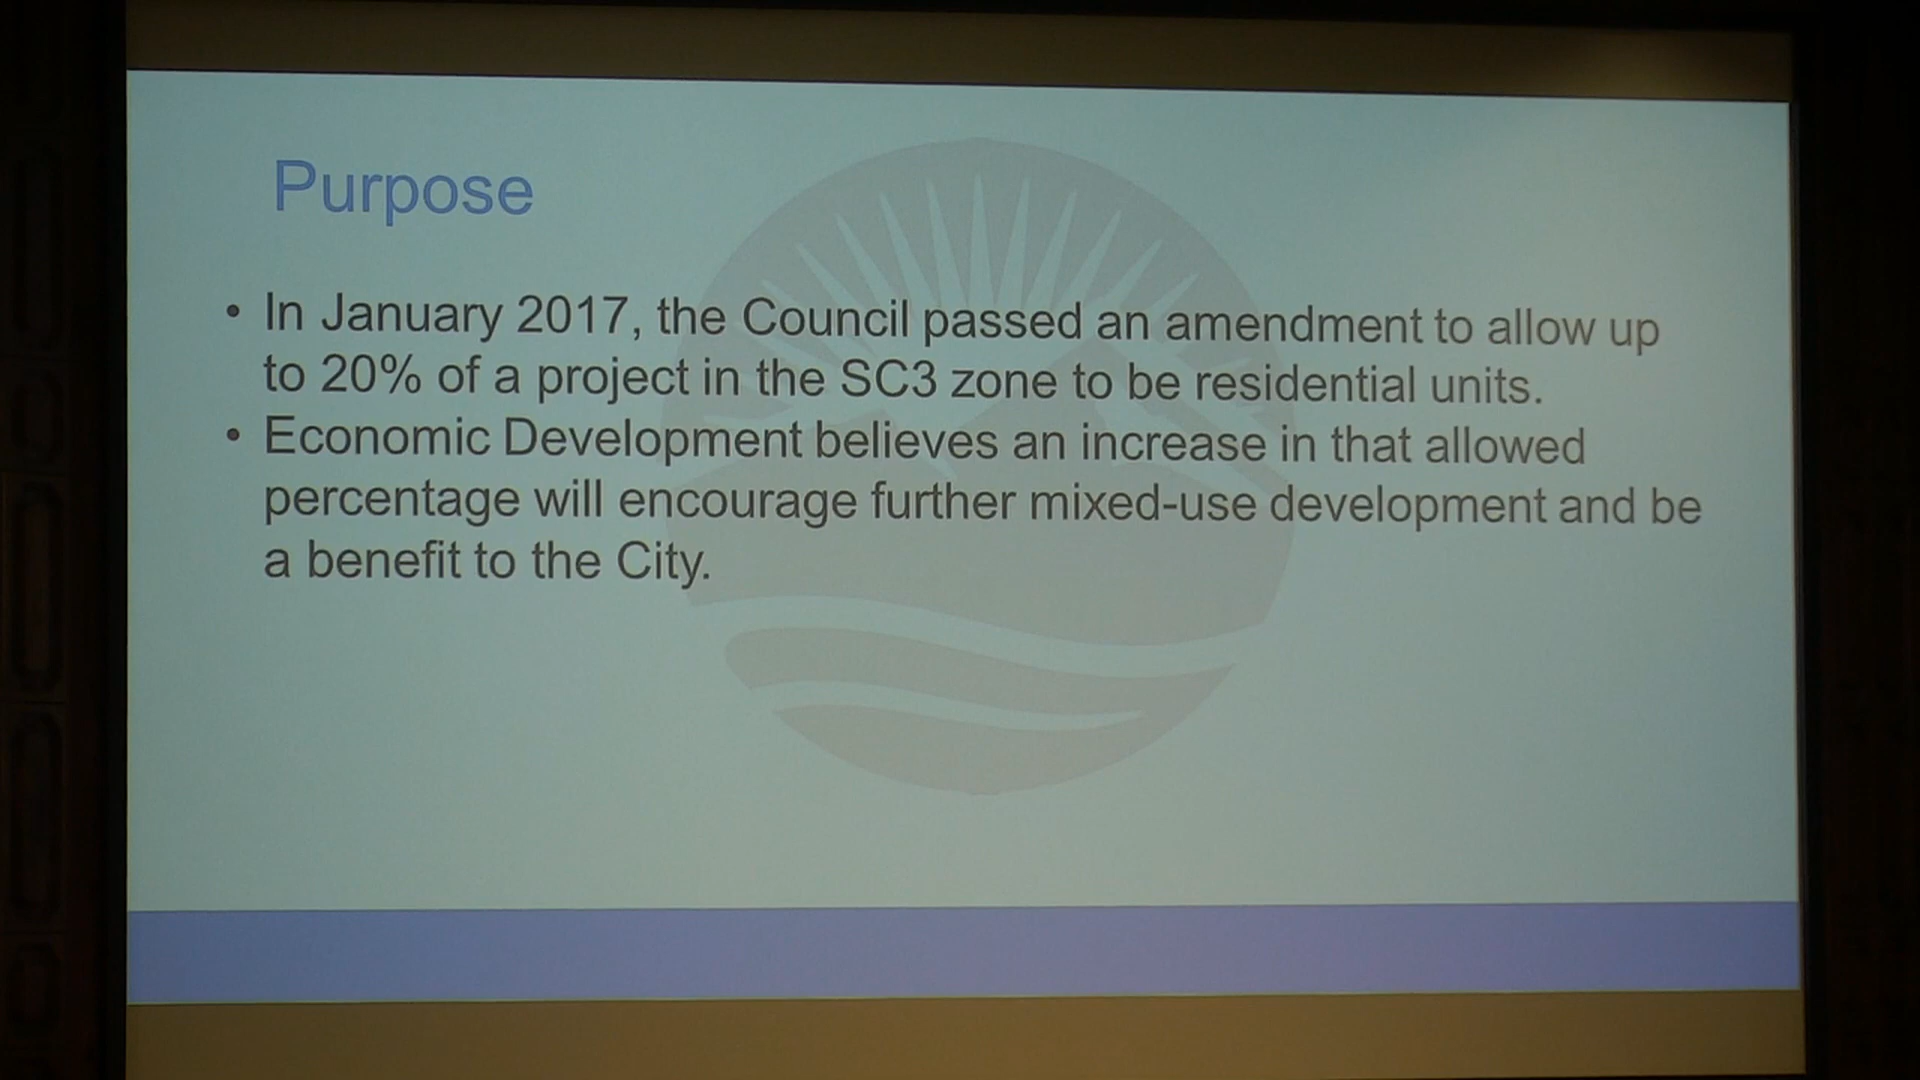 Purpose
• In January 2017, the Council passed an amendment to allow up
to 20% of a project in the SC3 zone to be residential units.
• Economic Development believes an increase in that allowed
percentage will encourage further mixed-use development and be
a benefit to the City.